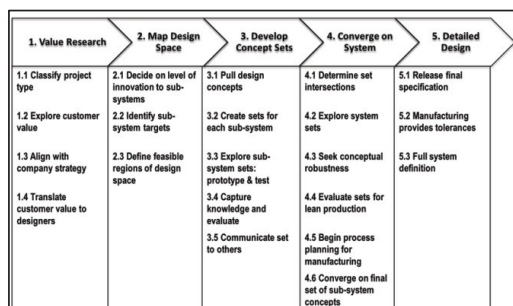 1. Value Research
2. Map Design
Space
3. Develop
Concept Sets
4. Converge on
System
5. Detailed
Design
1.1 Classify project
type
1.2 Explore customer
value
1.3 Align with
company strategy
1.4 Translate
customer value to
designers
2.1 Decide on level of
innovation to sub-
systems
2.2 Identify sub-
system targets
2.3 Define feasible
regions of design
space
3.1 Pull design
concepts
3.2 Create sets for
each sub-system
3.3 Explore sub-
system sets:
prototype & test
3.4 Capture
knowledge and
evaluate
3.5 Communicate set
to others
4.1 Determine set
intersections
4.2 Explore system
sets
4.3 Seek conceptual
robustness
4.4 Evaluate sets for
lean production
4.5 Begin process
planning for
manufacturing
4.6 Converge on final
set of sub-system
concepts
5.1 Release final
specification
5.2 Manufacturing
provides tolerances
5.3 Full system
definition